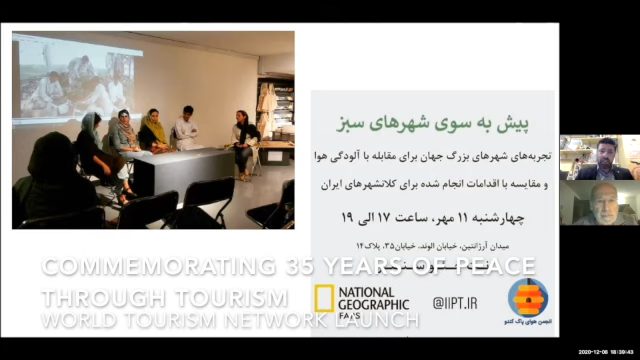 پیش به سوی شهرهای سبز
تجربه‌های شهرهای بزرگ جهان برای مقابله با آلودگی هوا
و مقایسه با اقدامات انجام شده برای کلانشهرهای ایران
چهارشنبه ۱۱ مهر، ساعت ۱۷ الی ۱۹
میدان آرژانتین، خیابان الوند، خیابان۳۵، پلاک۱۴
COMMEMORATING 35 YEARS OF PEACE
THROUGH TOURISM
WORLD TOURISM NETWORK LAUNCH
NATIONAL
GEOGRAPHIC
@IIPT.IR
انجمن هوای پاک کندو
2020-12-08 18:39:43